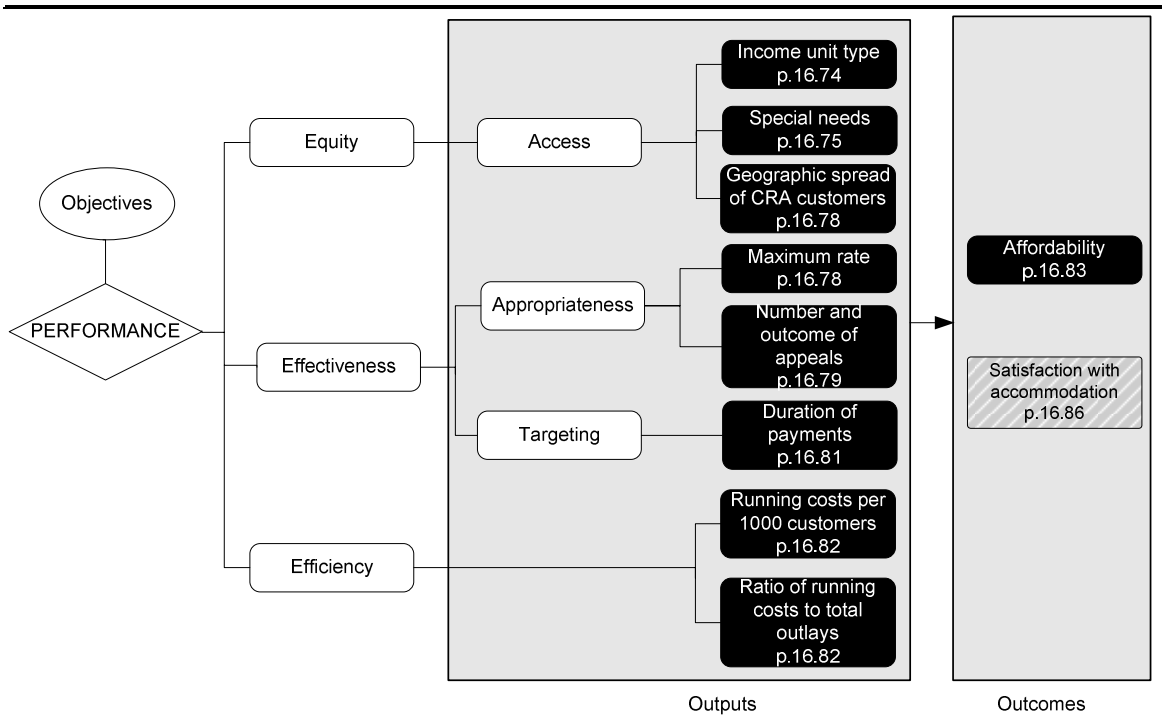 Objectives
PERFORMANCE
Equity
Effectiveness
Efficiency
Access
Appropriateness
Targeting
Income unit type
p.16.74
Special needs
p.16.75
Geographic spread
of CRA customers
p.16.78
Maximum rate
p.16.78
Number and
outcome of
appeals
p.16.79
Duration of
payments
p.16.81
Running costs per
1000 customers
p.16.82
Ratio of running
costs to total
outlays
p.16.82
Outputs
Affordability
p.16.83
Satisfaction with
accommodation
p.16.86
Outcomes